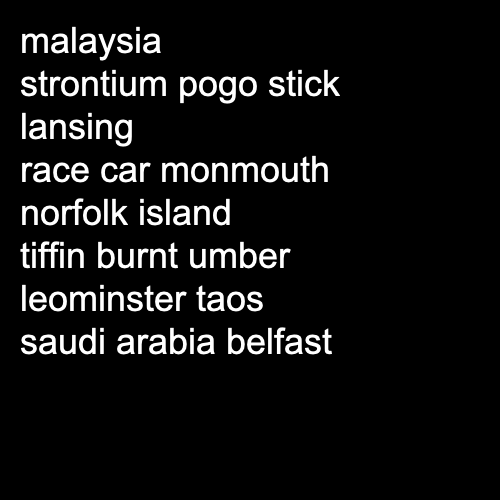 malaysia
strontium pogo stick
lansing
race car monmouth
norfolk island
tiffin burnt umber
leominster taos
saudi arabia belfast